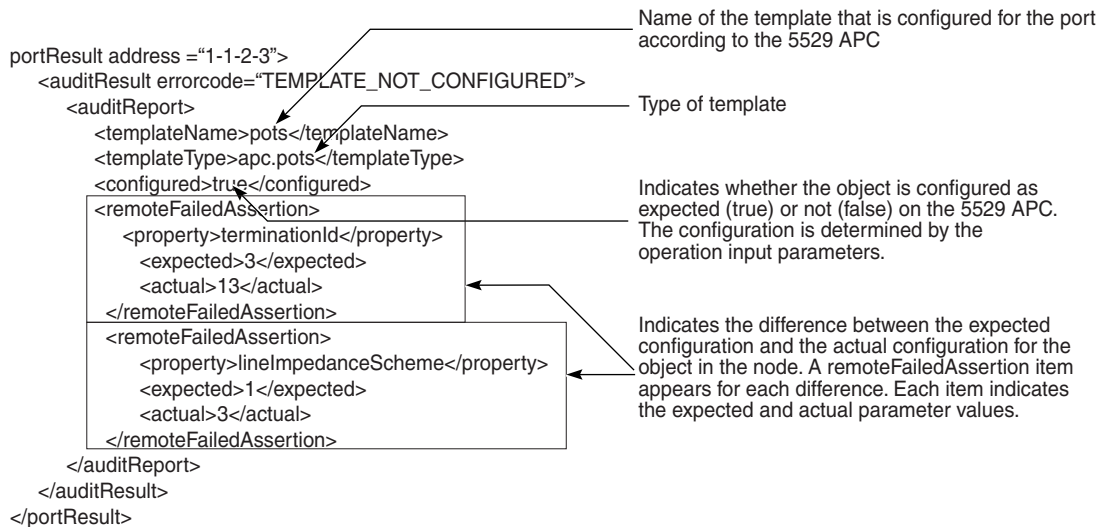 portResult address ="1-1-2-3">
<auditResult errorcode="TEMPLATE_NOT_CONFIGURED">
<auditReport>
<templateName>pots</templateName>
<templateType>apc.pots</templateType>
<configured>true</configured>
<remoteFailedAssertion>
<property>terminationId</property>
<expected>3</expected>
<actual>13</actual>
</remoteFailedAssertion>
<remoteFailedAssertion>
<property>lineImpedanceScheme</property>
<expected>1</expected>
<actual>3</actual>
</remoteFailedAssertion>
</auditReport>
</auditResult>
</portResult>
Name of the template that is configured for the port
according to the 5529 APC
Type of template
Indicates whether the object is configured as
expected (true) or not (false) on the 5529 APC.
The configuration is determined by the
operation input parameters.
Indicates the difference between the expected
configuration and the actual configuration for the
object in the node. A remoteFailedAssertion item
appears for each difference. Each item indicates
the expected and actual parameter values.